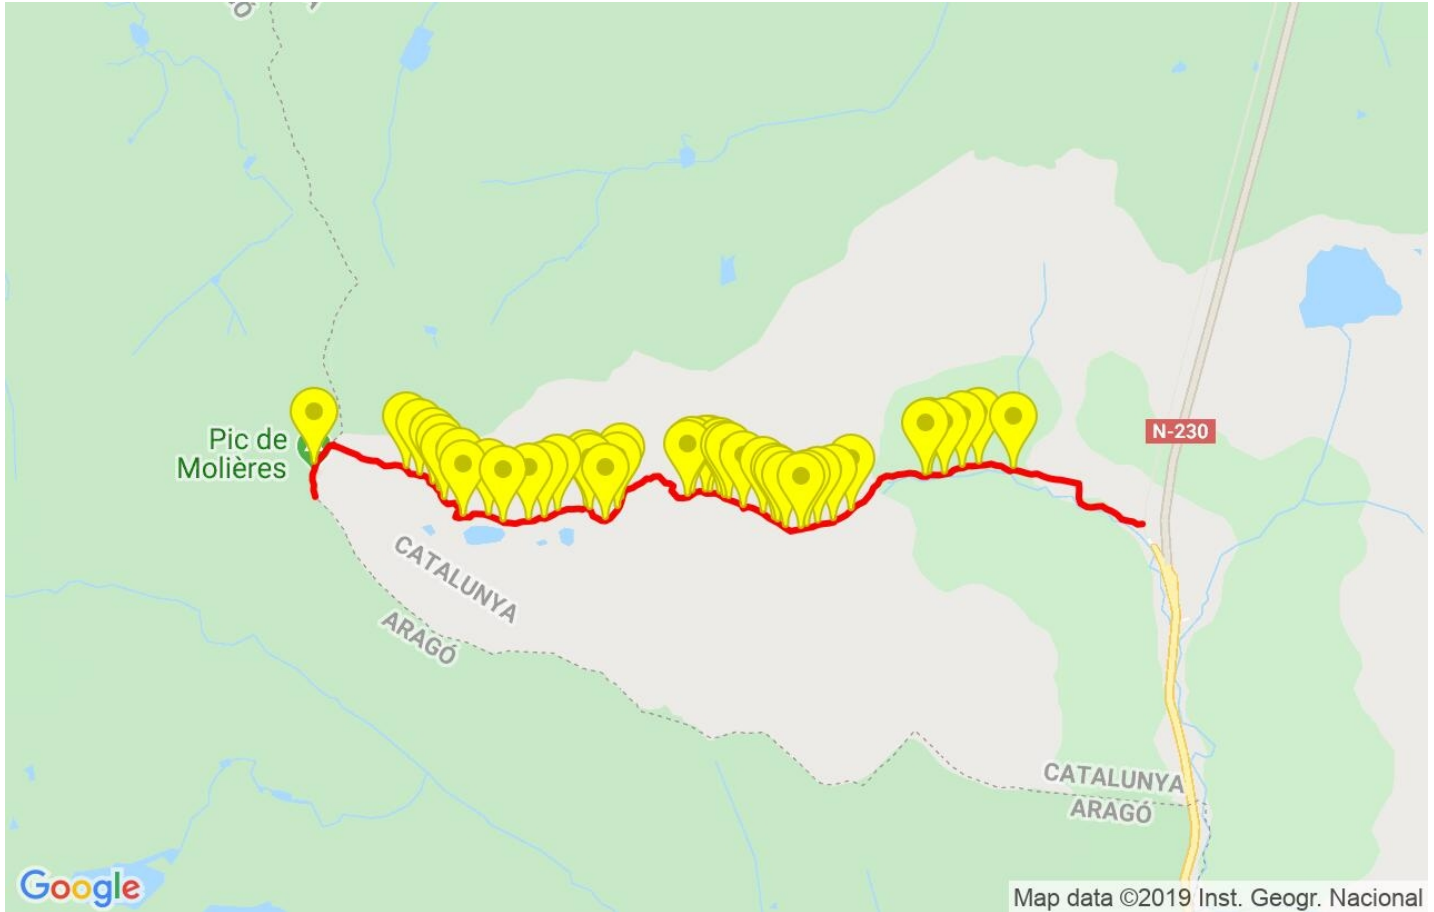 Pic de
Molières
N-230
CATALUNYA
ARAGÓ
CATALUNYA
ARAGÓ
Google
Map data ©2019 Inst. Geogr. Nacional